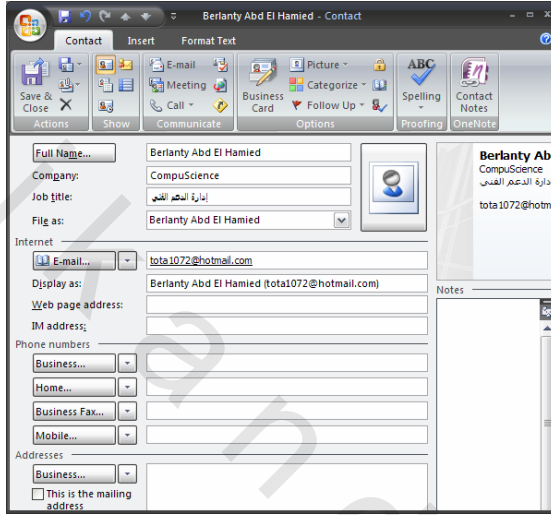 Berlanty Abd El Hamied - Contact
Contact Insert Format Text
Save & Close
Actions
Show
E-mail
Meeting
Call
Communicate
Business Card
Picture
Categorize
Follow Up
Options
ABC
Spelling
Proofing
Contact Notes
OneNote
Full Name... Berlanty Abd El Hamied
Company: CompuScience
Job title: إدارة الدعم الفني
File as: Berlanty Abd El Hamied
Internet
E-mail... tota1072@hotmail.com
Display as: Berlanty Abd El Hamied (tota1072@hotmail.com)
Web page address:
IM address:
Phone numbers
Business...
Home...
Business Fax...
Mobile...
Addresses
Business...
This is the mailing
address
Berlanty Ab
CompuScience
دارة الدعم الفني
tota1072@hotm
Notes